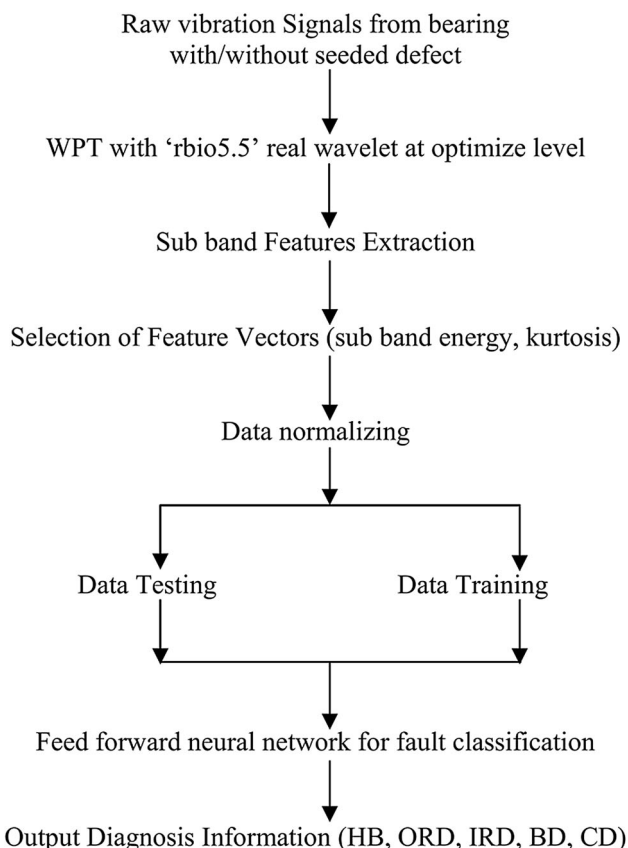 Raw vibration Signals from bearing
with/without seeded defect
WPT with ‘rbio5.5’ real wavelet at optimize level
Sub band Features Extraction
Selection of Feature Vectors (sub band energy, kurtosis)
Data normalizing
Data Testing
Data Training
Feed forward neural network for fault classification
Output Diagnosis Information (HB, ORD, IRD, BD, CD)